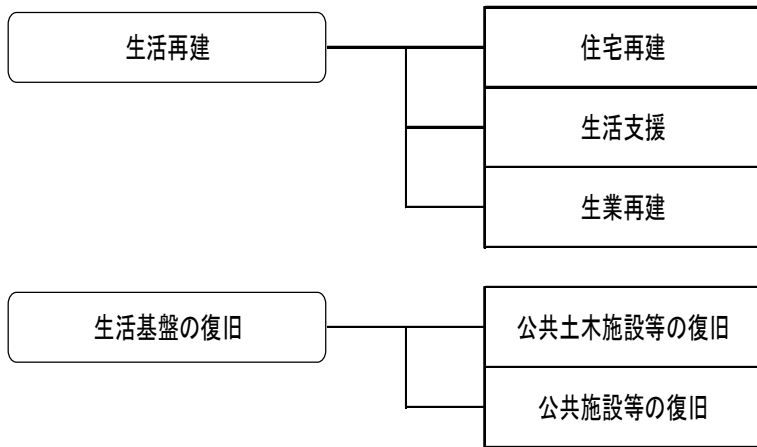 生活再建
住宅再建
生活支援
生業再建
生活基盤の復旧
公共土木施設等の復旧
公共施設等の復旧